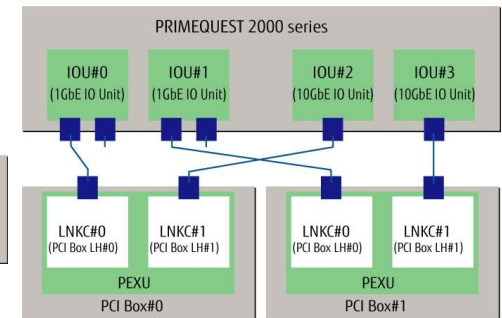 PRIMEQUEST 2000 series
IOU#0
(1GbE IO Unit)
IOU#1
(1GbE IO Unit)
IOU#2
(10GbE IO Unit)
IOU#3
(10GbE IO Unit)
LNKC#0
(PCI Box LH#0)
LNKC#1
(PCI Box LH#1)
PEXU
PCI Box#0
LNKC#0
(PCI Box LH#0)
LNKC#1
(PCI Box LH#1)
PEXU
PCI Box#1